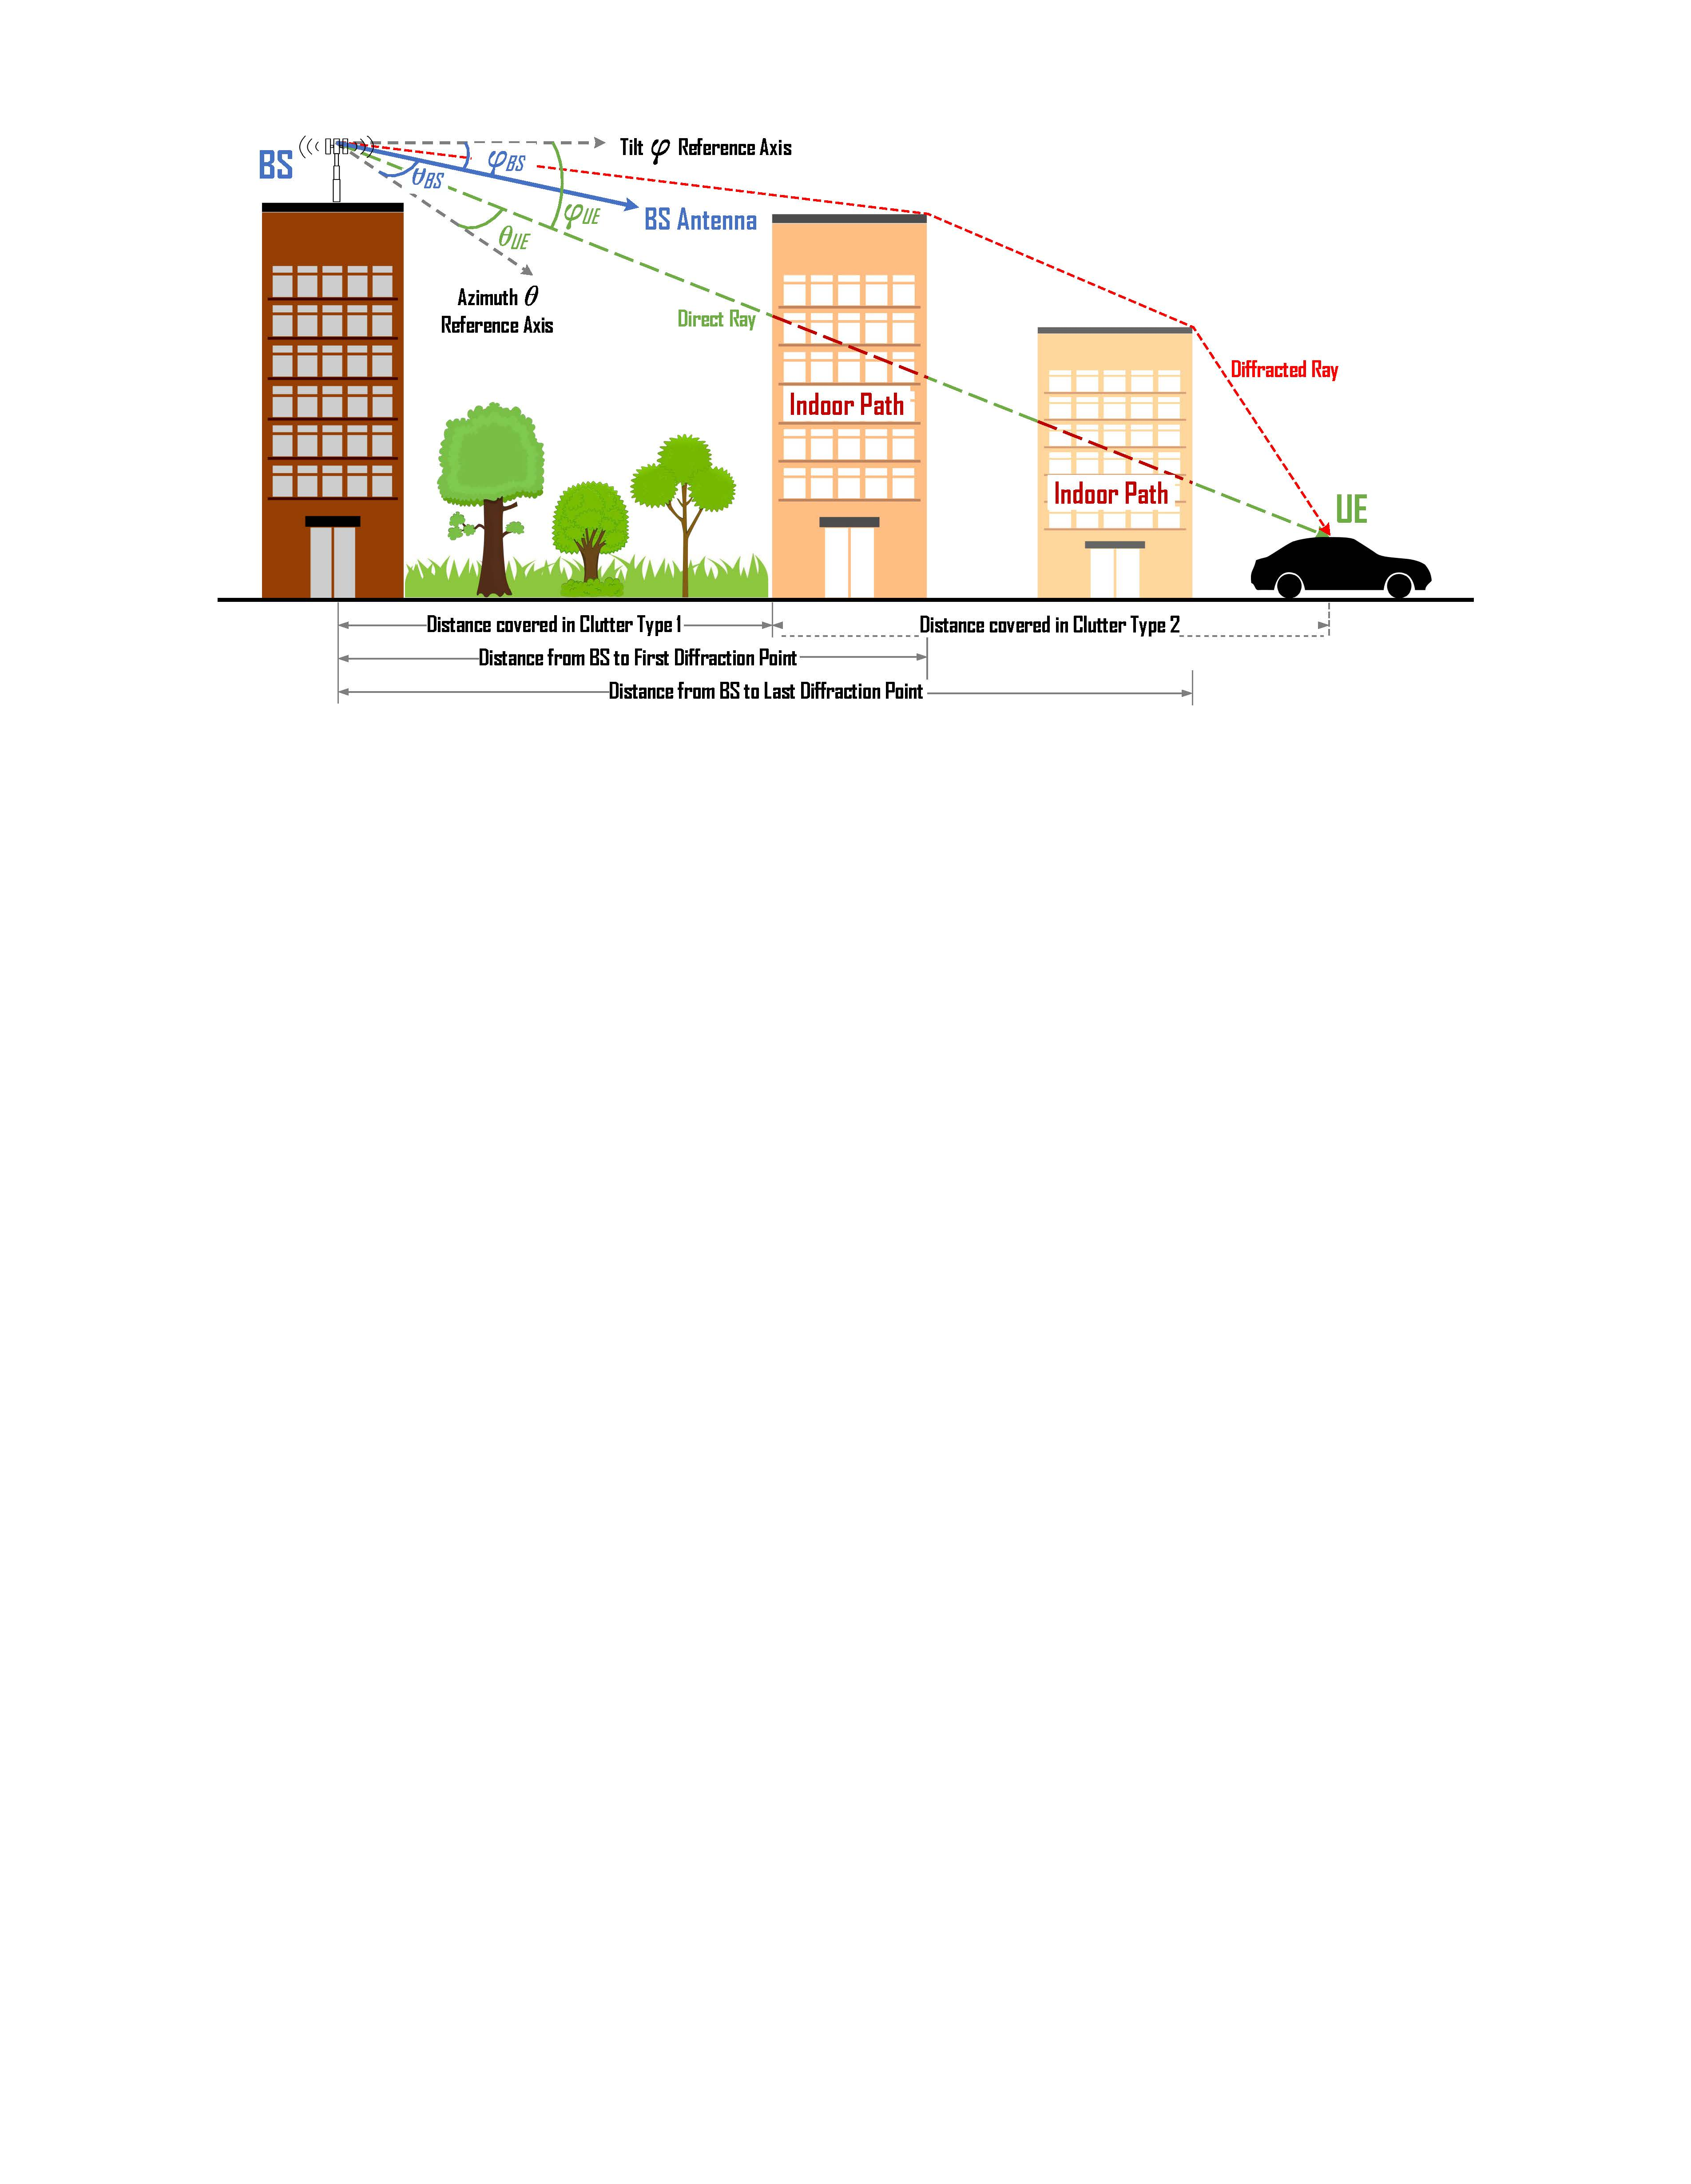 Tilt φ Reference Axis
BS
φBS
θBS
BS Antenna
φUE
θUE
Azimuth θ
Reference Axis
Direct Ray
Diffracted Ray
Indoor Path
Indoor Path
UE
Distance covered in Clutter Type 1
Distance covered in Clutter Type 2
Distance from BS to First Diffraction Point
Distance from BS to Last Diffraction Point